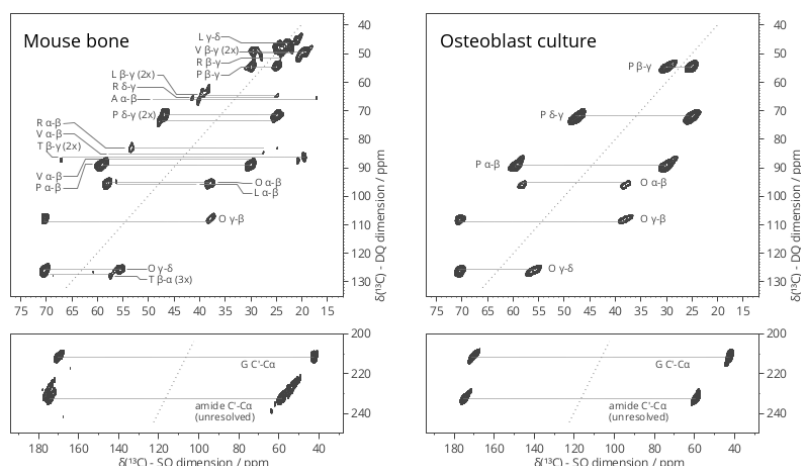 Mouse bone
L γ-δ
V β-γ (2x)
R β-γ
P β-γ
L β-γ (2x)
R δ-γ
A α-β
P δ-γ (2x)
R α-β
V α-β
T β-γ (2x)
V α-β
P α-β
O α-β
L α-β
O γ-β
O γ-δ
T β-α (3x)
40
50
60
70
80
90
100
110
120
130
δ(¹³C) - DQ dimension / ppm
75 70 65 60 55 50 45 40 35 30 25 20 15
G C'-Cα
amide C'-Cα
(unresolved)
200
220
240
180 160 140 120 100 80 60 40
δ(¹³C) - SQ dimension / ppm
Osteoblast culture
P β-γ
P δ-γ
P α-β
O α-β
O γ-β
O γ-δ
40
50
60
70
80
90
100
110
120
130
δ(¹³C) - DQ dimension / ppm
75 70 65 60 55 50 45 40 35 30 25 20 15
G C'-Cα
amide C'-Cα
(unresolved)
200
220
240
180 160 140 120 100 80 60 40
δ(¹³C) - SQ dimension / ppm